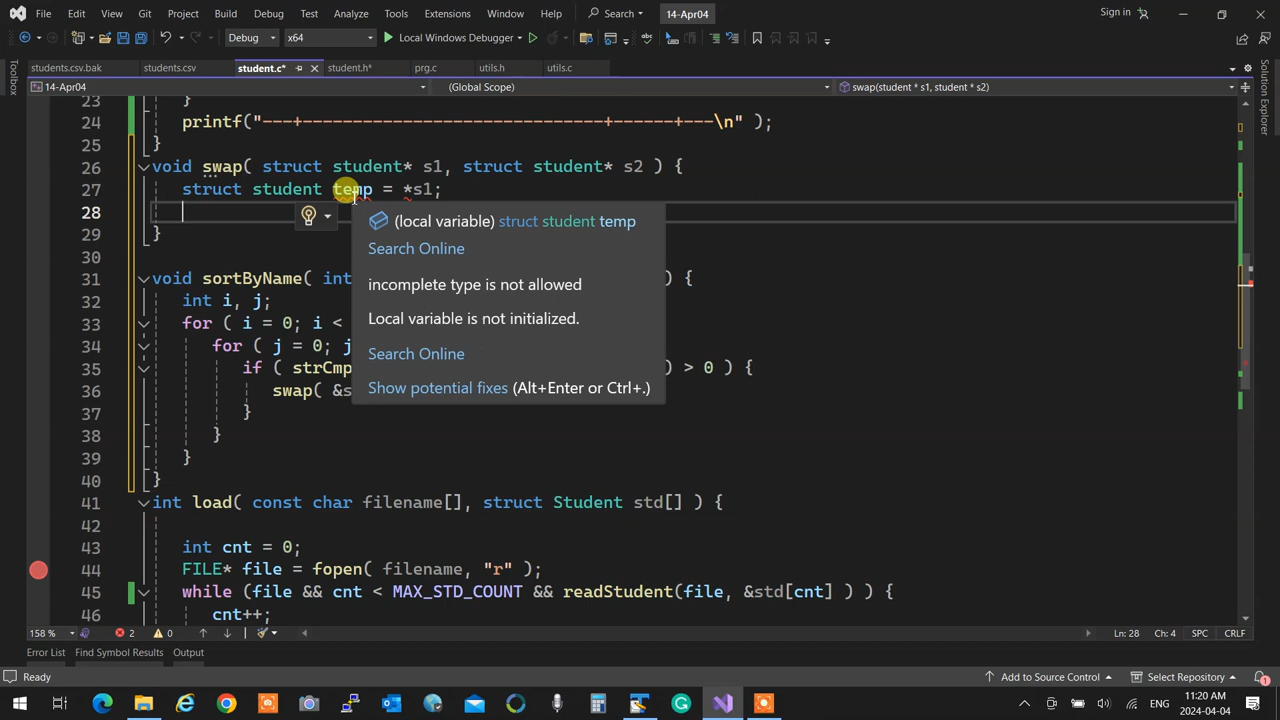 File Edit View Git Project Build Debug Test Analyze Tools Extensions Window Help Search 14-Apr04 Sign in
Debug x64 Local Windows Debugger
students.csv.bak students.csv student.c* student.h* prg.c utils.h utils.c
Toolbox
Solution Explorer
14-Apr04 (Global Scope) swap(student * s1, student * s2)
23 }
24 printf("---+------------------------------+------+---\n" );
25 }
26 void swap( struct student* s1, struct student* s2 ) {
27 struct student temp = *s1;
28
29 }
(local variable) struct student temp
Search Online
incomplete type is not allowed
Local variable is not initialized.
Search Online
Show potential fixes (Alt+Enter or Ctrl+.)
30
31 void sortByName( int ) {
32 int i, j;
33 for ( i = 0; i <
34 for ( j = 0; j
35 if ( strCmp ) > 0 ) {
36 swap( &s
37 }
38 }
39 }
40 }
41 int load( const char filename[], struct Student std[] ) {
42
43 int cnt = 0;
44 FILE* file = fopen( filename, "r" );
45 while (file && cnt < MAX_STD_COUNT && readStudent(file, &std[cnt] ) ) {
46 cnt++;
158 % 2 0 Ln: 28 Ch: 4 SPC CRLF
Error List Find Symbol Results Output
Ready Add to Source Control Select Repository 1
ENG 11:20 AM
2024-04-04